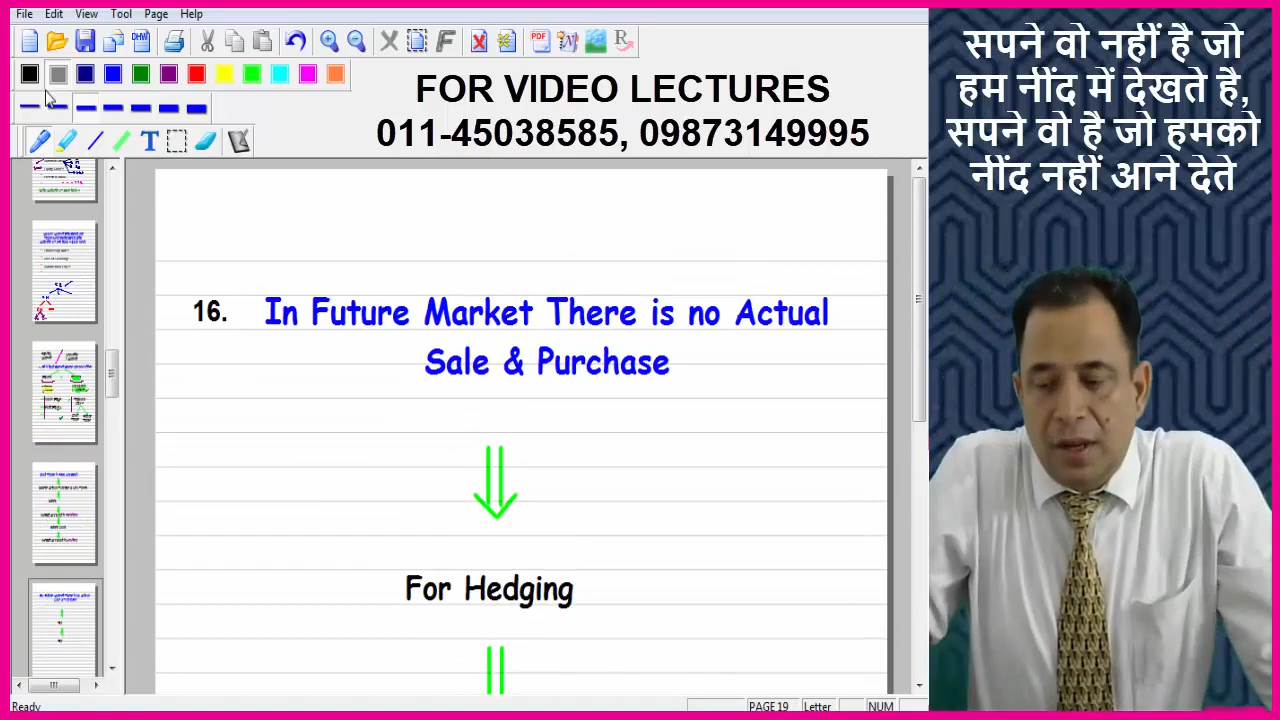 File Edit View Tool Page Help
FOR VIDEO LECTURES
011-45038585, 09873149995
सपने वो नहीं है जो
हम नींद में देखते है,
सपने वो है जो हमको
नींद नहीं आने देते
16. In Future Market There is no Actual
Sale & Purchase
For Hedging
Ready PAGE 19 Letter NUM